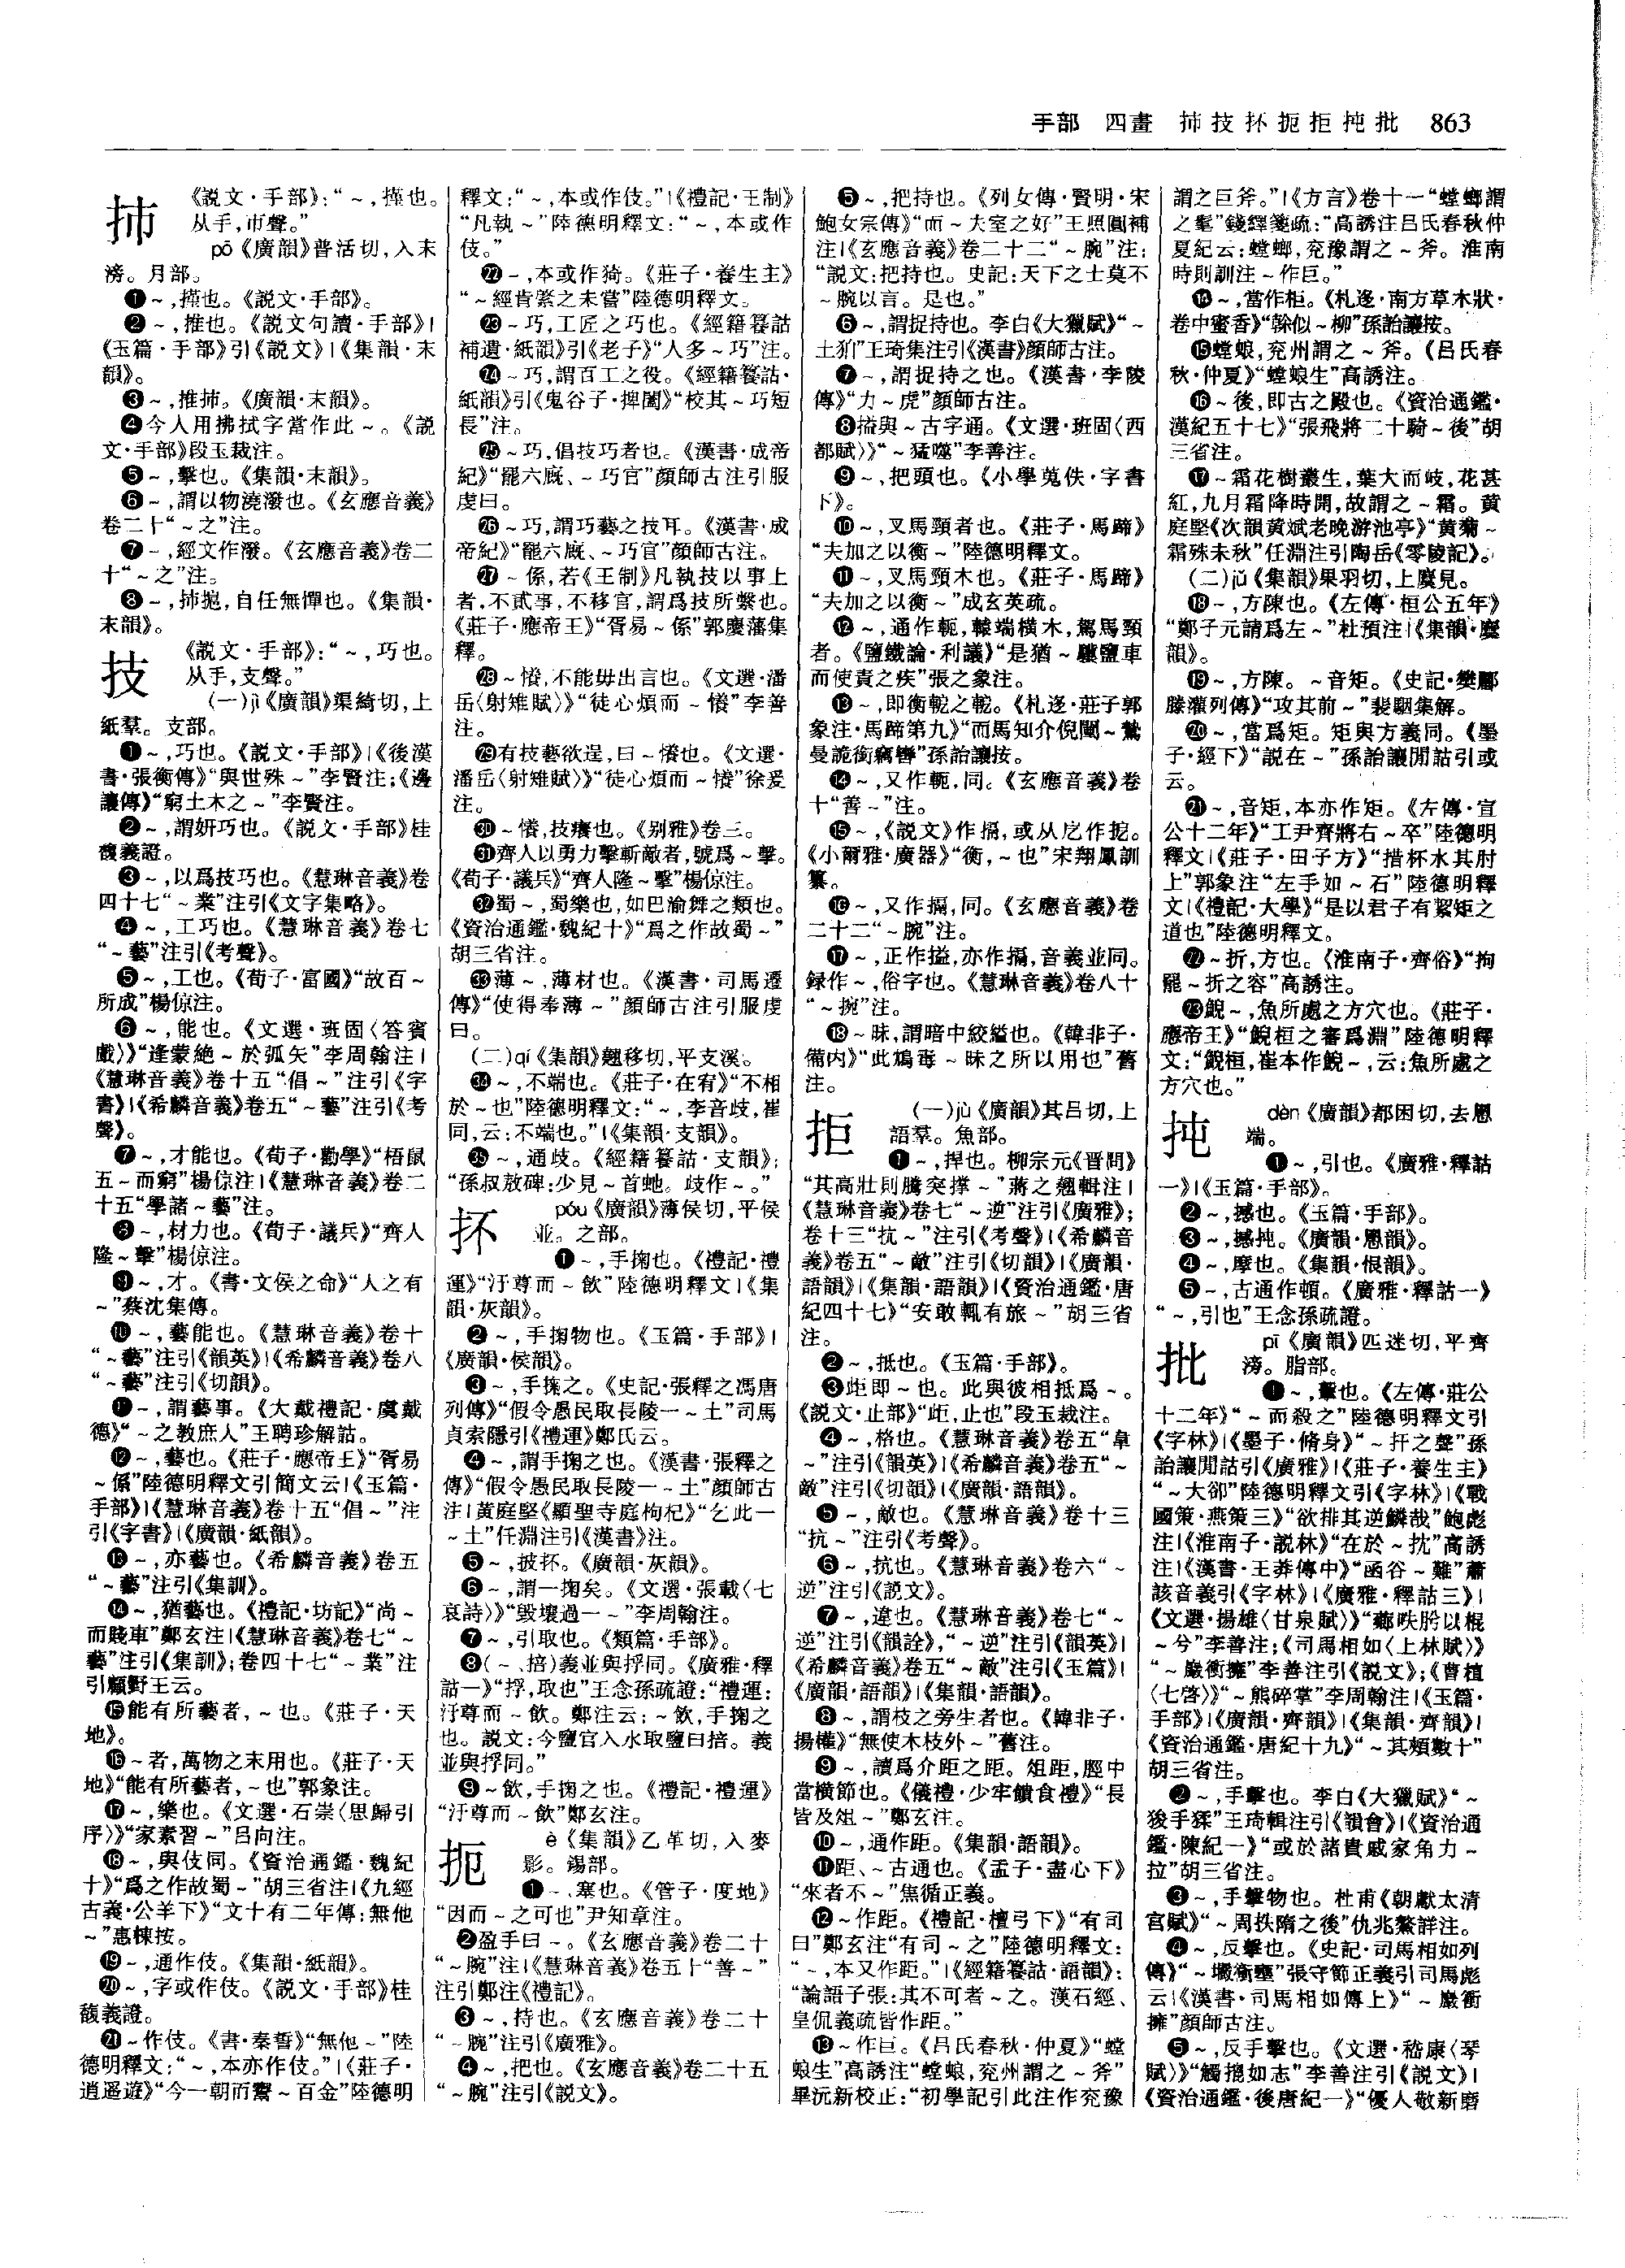 手部 四畫 抪技抔扼拒扽批 863
《説文·手部》:“~,㨖也。
从手,巿聲。”
pō《廣韻》普活切,入末
滂。月部。
❶~,㨖也。《説文·手部》。
❷~,推也。《説文句讀·手部》|
《玉篇·手部》引《説文》|《集韻·末
韻》。
❸~,推抪。《廣韻·末韻》。
❹今人用拂拭字當作此~。《説
文·手部》段玉裁注。
❺~,擊也。《集韻·末韻》。
❻~,謂以物澆潑也。《玄應音義》
卷二十“~之”注。
❼~,經文作潑。《玄應音義》卷二
十“~之”注。
❽~,自任無憚也。《集韻·
末韻》。
技
《説文·手部》:“~,巧也。
从手,支聲。”
(一)jì《廣韻》渠綺切,上
紙羣。支部。
❶~,巧也。《説文·手部》|《後漢
書·張衡傳》“與世殊~”李賢注;《邊
讓傳》“窮土木之~”李賢注。
❷~,謂妍巧也。《説文·手部》桂
馥義證。
❸~,以爲技巧也。《慧琳音義》卷
四十七“~業”注引《文字集略》。
❹~,工巧也。《慧琳音義》卷七
“~藝”注引《考聲》。
❺~,工也。《荀子·富國》“故百~
所成”楊倞注。
❻~,能也。《文選·班固〈答賓
戲〉》“逢蒙絶~於弧矢”李周翰注|
《慧琳音義》卷十五“倡~”注引《字
書》|《希麟音義》卷五“~藝”注引《考
聲》。
❼~,才能也。《荀子·勸學》“梧鼠
五~而窮”楊倞注|《慧琳音義》卷二
十五“學諸~藝”注。
❽~,材力也。《荀子·議兵》“齊人
隆~擊”楊倞注。
❾~,才。《書·文侯之命》“人之有
~”蔡沈集傳。
❿~,藝能也。《慧琳音義》卷十
“~藝”注引《韻英》|《希麟音義》卷八
“~藝”注引《切韻》。
⓫~,謂藝事。《大戴禮記·虞戴
德》“~之教庶人”王聘珍解詁。
⓬~,藝也。《莊子·應帝王》“胥易
~係”陸德明釋文引簡文云|《玉篇·
手部》|《慧琳音義》卷十五“倡~”注
引《字書》|《廣韻·紙韻》。
⓭~,亦藝也。《希麟音義》卷五
“~藝”注引《集訓》。
⓮~,猶藝也。《禮記·坊記》“尚~
而賤車”鄭玄注|《慧琳音義》卷七“~
藝”注引《集訓》;卷四十七“~業”注
引顧野王云。
⓯能有所藝者,~也。《莊子·天
地》。
⓰~者,萬物之末用也。《莊子·天
地》“能有所藝者,~也”郭象注。
⓱~,樂也。《文選·石崇〈思歸引
序〉》“家素習~”吕向注。
⓲~,與伎同。《資治通鑑·魏紀
十》“爲之作故蜀~”胡三省注|《九經
古義·公羊下》“文十有二年傳:無他
~”惠棟按。
⓳~,通作伎。《集韻·紙韻》。
⓴~,字或作伎。《説文·手部》桂
馥義證。
㉑~作伎。《書·秦誓》“無他~”陸
德明釋文:“~,本亦作伎。”|《莊子·
逍遥遊》“今一朝而鬻~百金”陸德明
釋文:“~,本或作伎。”|《禮記·王制》
“凡執~”陸德明釋文:“~,本或作
伎。”
㉒~,本或作猗。《莊子·養生主》
“~經肯綮之未嘗”陸德明釋文。
㉓~巧,工匠之巧也。《經籍籑詁
補遺·紙韻》引《老子》“人多~巧”注。
㉔~巧,謂百工之役。《經籍籑詁·
紙韻》引《鬼谷子·捭闔》“校其~巧短
長”注。
㉕~巧,倡技巧者也。《漢書·成帝
紀》“罷六廄、~巧官”顔師古注引服
虔曰。
㉖~巧,謂巧藝之技耳。《漢書·成
帝紀》“罷六廄、~巧官”顔師古注。
㉗~係,若《王制》凡執技以事上
者,不貳事,不移官,謂爲技所繫也。
《莊子·應帝王》“胥易~係”郭慶藩集
釋。
㉘~懩,不能毋出言也。《文選·潘
岳〈射雉賦〉》“徒心煩而~懩”李善
注。
㉙有技藝欲逞,曰~懩也。《文選·
潘岳〈射雉賦〉》“徒心煩而~懩”徐爰
注。
㉚~懩,技癢也。《别雅》卷三。
㉛齊人以勇力擊斬敵者,號爲~擊。
《荀子·議兵》“齊人隆~擊”楊倞注。
㉜蜀~,蜀樂也,如巴渝舞之類也。
《資治通鑑·魏紀十》“爲之作故蜀~”
胡三省注。
㉝薄~,薄材也。《漢書·司馬遷
傳》“使得奉薄~”顔師古注引服虔
曰。
(二)qí《集韻》翹移切,平支溪。
㉞~,不端也。《莊子·在宥》“不相
於~也”陸德明釋文:“~,李音歧,崔
同,云:不端也。”|《集韻·支韻》。
㉟~,通歧。《經籍籑詁·支韻》:
“孫叔敖碑:少見~首虵。歧作~。”
抔
póu《廣韻》薄侯切,平侯
並。之部。
❶~,手掬也。《禮記·禮
運》“汙尊而~飲”陸德明釋文|《集
韻·灰韻》。
❷~,手掬物也。《玉篇·手部》|
《廣韻·侯韻》。
❸~,手掬之。《史記·張釋之馮唐
列傳》“假令愚民取長陵一~土”司馬
貞索隱引《禮運》鄭氏云。
❹~,謂手掬之也。《漢書·張釋之
傳》“假令愚民取長陵一~土”顔師古
注|黄庭堅《顯聖寺庭枸杞》“乞此一
~土”任淵注引《漢書》注。
❺~,披抔。《廣韻·灰韻》。
❻~,謂一掬矣。《文選·張載〈七
哀詩〉》“毁壤過一~”李周翰注。
❼~,引取也。《類篇·手部》。
❽(~、掊)義並與捊同。《廣雅·釋
詁一》“捊,取也”王念孫疏證:“禮運:
汙尊而~飲。鄭注云:~飲,手掬之
也。説文:今鹽官入水取鹽曰掊。義
並與捊同。”
❾~飲,手掬之也。《禮記·禮運》
“汙尊而~飲”鄭玄注。
扼
è《集韻》乙革切,入麥
影。錫部。
❶~,塞也。《管子·度地》
“因而~之可也”尹知章注。
❷盈手曰~。《玄應音義》卷二十
“~腕”注|《慧琳音義》卷五十“善~”
注引鄭注《禮記》。
❸~,持也。《玄應音義》卷二十
“~腕”注引《廣雅》。
❹~,把也。《玄應音義》卷二十五
“~腕”注引《説文》。
❺~,把持也。《列女傳·賢明·宋
鮑女宗傳》“而~夫室之好”王照圓補
注|《玄應音義》卷二十二“~腕”注:
“説文:把持也。史記:天下之士莫不
~腕以言。是也。”
❻~,謂捉持也。李白《大獵賦》“~
土”王琦集注引《漢書》顔師古注。
❼~,謂捉持之也。《漢書·李陵
傳》“力~虎”顔師古注。
❽搤與~古字通。《文選·班固〈西
都賦〉》“~猛噬”李善注。
❾~,把頭也。《小學蒐佚·字書
下》。
❿~,叉馬頸者也。《莊子·馬蹄》
“夫加之以衡~”陸德明釋文。
⓫~,叉馬頸木也。《莊子·馬蹄》
“夫加之以衡~”成玄英疏。
⓬~,通作軛,轅端横木,駕馬頸
者。《鹽鐵論·利議》“是猶~驥鹽車
而使責之疾”張之象注。
⓭~,即衡軶之軶。《札迻·莊子郭
象注·馬蹄第九》“而馬知介倪闉~鷙
曼詭銜竊轡”孫詒讓按。
⓮~,又作軛,同。《玄應音義》卷
十“善~”注。
⓯~,《説文》作搹,或从戹作㧖。
《小爾雅·廣器》“衡,~也”宋翔鳳訓
纂。
⓰~,又作搹,同。《玄應音義》卷
二十二“~腕”注。
⓱~,正作搤,亦作搹,音義並同。
録作~,俗字也。《慧琳音義》卷八十
“~捥”注。
⓲~昧,謂暗中絞縊也。《韓非子·
備内》“此鴆毒~昧之所以用也”舊
注。
拒
(一)jù《廣韻》其吕切,上
語羣。魚部。
❶~,捍也。柳宗元《晋問》
“其高壯則騰突撑~”蔣之翹輯注|
《慧琳音義》卷七“~逆”注引《廣雅》;
卷十三“抗~”注引《考聲》|《希麟音
義》卷五“~敵”注引《切韻》|《廣韻·
語韻》|《集韻·語韻》|《資治通鑑·唐
紀四十七》“安敢輒有旅~”胡三省
注。
❷~,抵也。《玉篇·手部》。
❸歫即~也。此與彼相抵爲~。
《説文·止部》“歫,止也”段玉裁注。
❹~,格也。《慧琳音義》卷五“皐
~”注引《韻英》|《希麟音義》卷五“~
敵”注引《切韻》|《廣韻·語韻》。
❺~,敵也。《慧琳音義》卷十三
“抗~”注引《考聲》。
❻~,抗也。《慧琳音義》卷六“~
逆”注引《説文》。
❼~,違也。《慧琳音義》卷七“~
逆”注引《韻詮》,“~逆”注引《韻英》|
《希麟音義》卷五“~敵”注引《玉篇》|
《廣韻·語韻》|《集韻·語韻》。
❽~,謂枝之旁生者也。《韓非子·
揚權》“無使木枝外~”舊注。
❾~,讀爲介距之距。俎距,脛中
當横節也。《儀禮·少牢饋食禮》“長
皆及俎~”鄭玄注。
❿~,通作距。《集韻·語韻》。
⓫距、~古通也。《孟子·盡心下》
“來者不~”焦循正義。
⓬~作距。《禮記·檀弓下》“有司
曰”鄭玄注“有司~之”陸德明釋文:
“~,本又作距。”|《經籍籑詁·語韻》:
“論語子張:其不可者~之。漢石經、
皇侃義疏皆作距。”
⓭~作巨。《吕氏春秋·仲夏》“螳
蜋生”高誘注“螳蜋,兖州謂之~斧”
畢沅新校正:“初學記引此注作兖豫
謂之巨斧。”|《方言》卷十一“螳螂謂
之髦”錢繹箋疏:“高誘注吕氏春秋仲
夏紀云:螳螂,兖豫謂之~斧。淮南
時則訓注~作巨。”
⓮~,當作柜。《札迻·南方草木狀·
卷中蜜香》“榦似~柳”孫詒讓按。
⓯螳蜋,兖州謂之~斧。《吕氏春
秋·仲夏》“螳蜋生”高誘注。
⓰~後,即古之殿也。《資治通鑑·
漢紀五十七》“張飛將二十騎~後”胡
三省注。
⓱~霜花樹叢生,葉大而岐,花甚
紅,九月霜降時開,故謂之~霜。黄
庭堅《次韻黄斌老晚游池亭》“黄菊~
霜殊未秋”任淵注引陶岳《零陵記》。
(二)jǔ《集韻》果羽切,上麌見。
⓲~,方陳也。《左傳·桓公五年》
“鄭子元請爲左~”杜預注|《集韻·麌
韻》。
⓳~,方陳。~音矩。《史記·樊酈
滕灌列傳》“攻其前~”裴駰集解。
⓴~,當爲矩。矩與方義同。《墨
子·經下》“説在~”孫詒讓閒詁引或
云。
㉑~,音矩,本亦作矩。《左傳·宣
公十二年》“工尹齊將右~卒”陸德明
釋文|《莊子·田子方》“措杯水其肘
上”郭象注“左手如~石”陸德明釋
文|《禮記·大學》“是以君子有絜矩之
道也”陸德明釋文。
㉒~折,方也。《淮南子·齊俗》“拘
罷~折之容”高誘注。
㉓鯢~,魚所處之方穴也。《莊子·
應帝王》“鯢桓之審爲淵”陸德明釋
文:“鯢桓,崔本作鯢~,云:魚所處之
方穴也。”
扽
dèn《廣韻》都困切,去慁
端。
❶~,引也。《廣雅·釋詁
一》|《玉篇·手部》。
❷~,撼也。《玉篇·手部》。
❸~,撼扽。《廣韻·慁韻》。
❹~,摩也。《集韻·恨韻》。
❺~,古通作頓。《廣雅·釋詁一》
“~,引也”王念孫疏證。
批
pī《廣韻》匹迷切,平齊
滂。脂部。
❶~,擊也。《左傳·莊公
十二年》“~而殺之”陸德明釋文引
《字林》|《墨子·脩身》“~扞之聲”孫
詒讓閒詁引《廣雅》|《莊子·養生主》
“~大郤”陸德明釋文引《字林》|《戰
國策·燕策三》“欲排其逆鱗哉”鮑彪
注|《淮南子·説林》“在於~扰”高誘
注|《漢書·王莽傳中》“函谷~難”蕭
該音義引《字林》|《廣雅·釋詁三》|
《文選·揚雄〈甘泉賦〉》“薌呹肸以棍
~兮”李善注;《司馬相如〈上林賦〉》
“~巖衝擁”李善注引《説文》;《曹植
〈七啓〉》“~熊碎掌”李周翰注|《玉篇·
手部》|《廣韻·齊韻》|《集韻·齊韻》|
《資治通鑑·唐紀十九》“~其頰數十”
胡三省注。
❷~,手擊也。李白《大獵賦》“~
狻手猱”王琦輯注引《韻會》|《資治通
鑑·陳紀一》“或於諸貴戚家角力~
拉”胡三省注。
❸~,手擊物也。杜甫《朝獻太清
宫賦》“~周抶隋之後”仇兆鰲詳注。
❹~,反擊也。《史記·司馬相如列
傳》“~壧衝壅”張守節正義引司馬彪
云|《漢書·司馬相如傳上》“~巖衝
擁”顔師古注。
❺~,反手擊也。《文選·嵇康〈琴
賦〉》“觸㧗如志”李善注引《説文》|
《資治通鑑·後唐紀一》“優人敬新磨